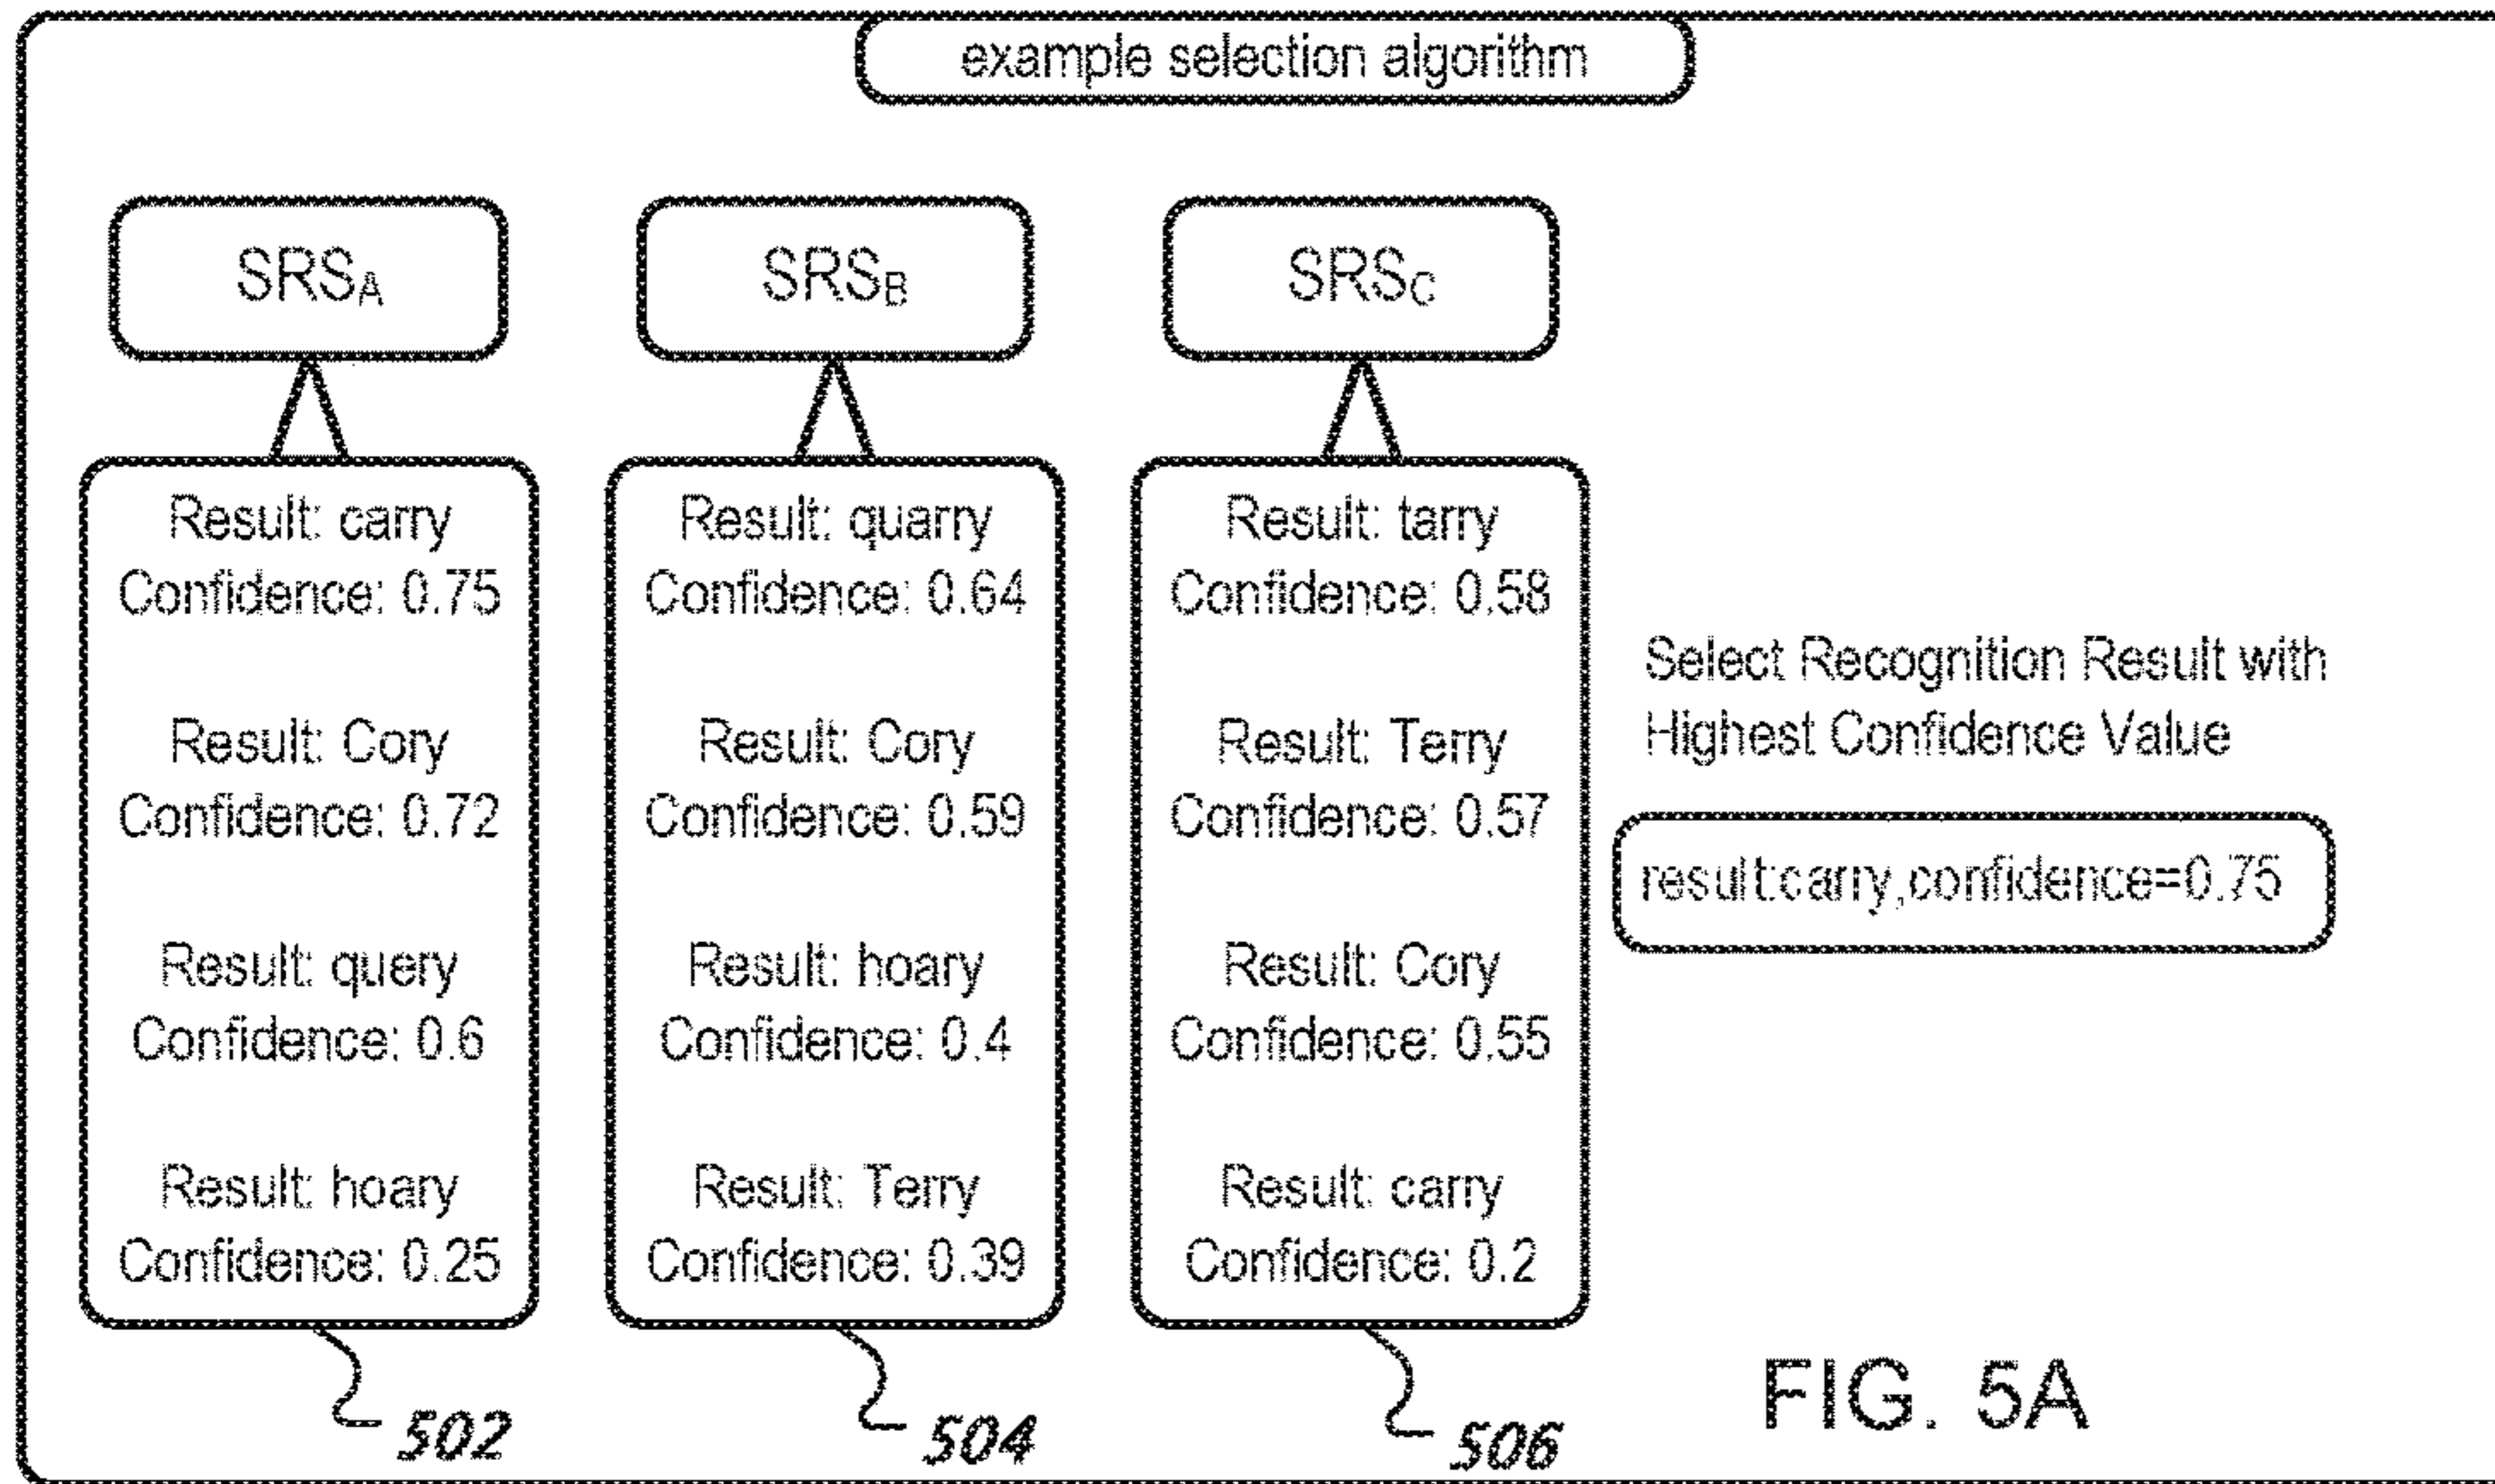 example selection algorithm
SRSA
Result: carry
Confidence: 0.75
Result: Cory
Confidence: 0.72
Result: query
Confidence: 0.6
Result: hoary
Confidence: 0.25
502
SRSB
Result: quarry
Confidence: 0.64
Result: Cory
Confidence: 0.59
Result: hoary
Confidence: 0.4
Result: Terry
Confidence: 0.39
504
SRSC
Result: tarry
Confidence: 0.58
Result: Terry
Confidence: 0.57
Result: Cory
Confidence: 0.55
Result: carry
Confidence: 0.2
506
Select Recognition Result with
Highest Confidence Value
result:carry,confidence=0.75
FIG. 5A